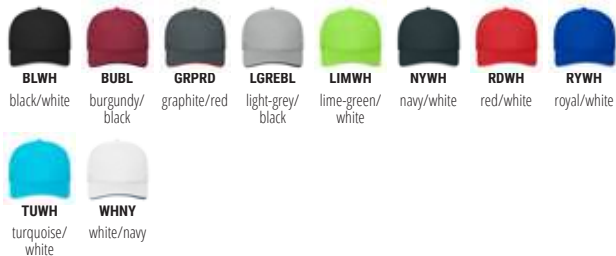 BLWH BUBL GRPRD LGREBL LIMWH NYWH RDWH RYWH
black/white burgundy/ graphite/red light-grey/ lime-green/ navy/white red/white royal/white
black black white
TUWH WHNY
turquoise/ white/navy
white